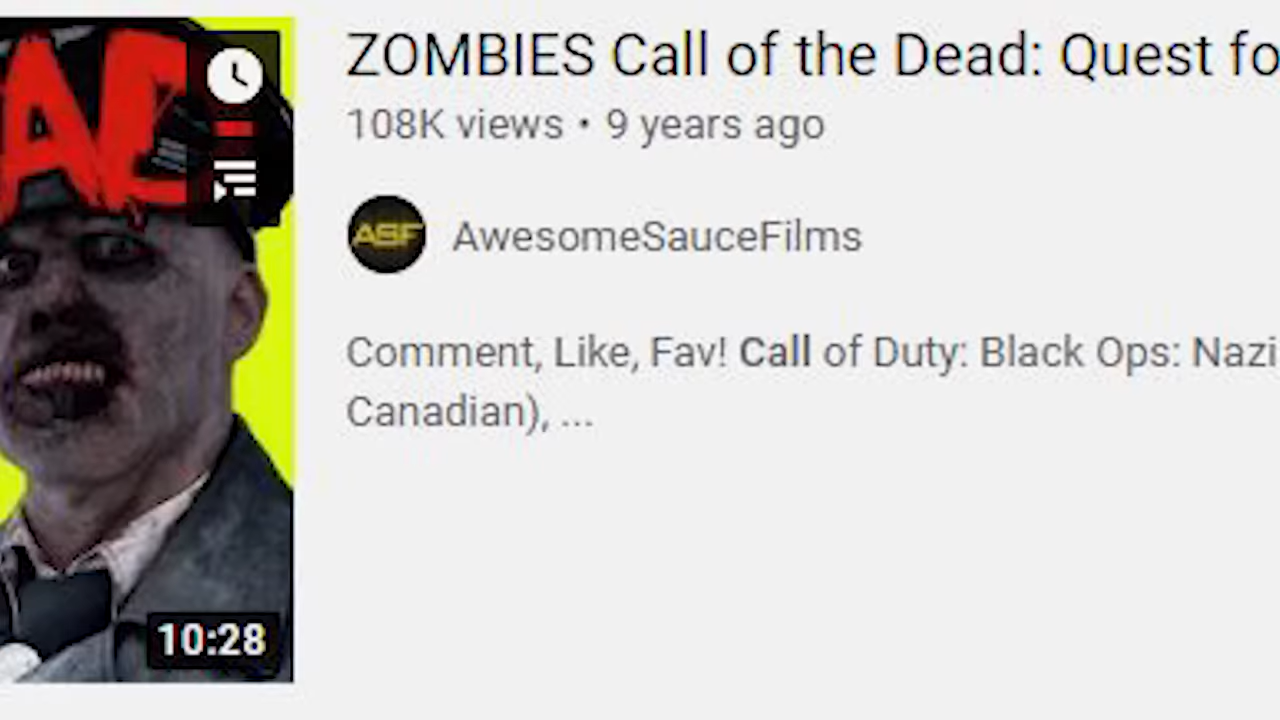 AD
ZOMBIES Call of the Dead: Quest fo
108K views • 9 years ago
ASF
AwesomeSauceFilms
Comment, Like, Fav! Call of Duty: Black Ops: Nazi
Canadian), ...
10:28